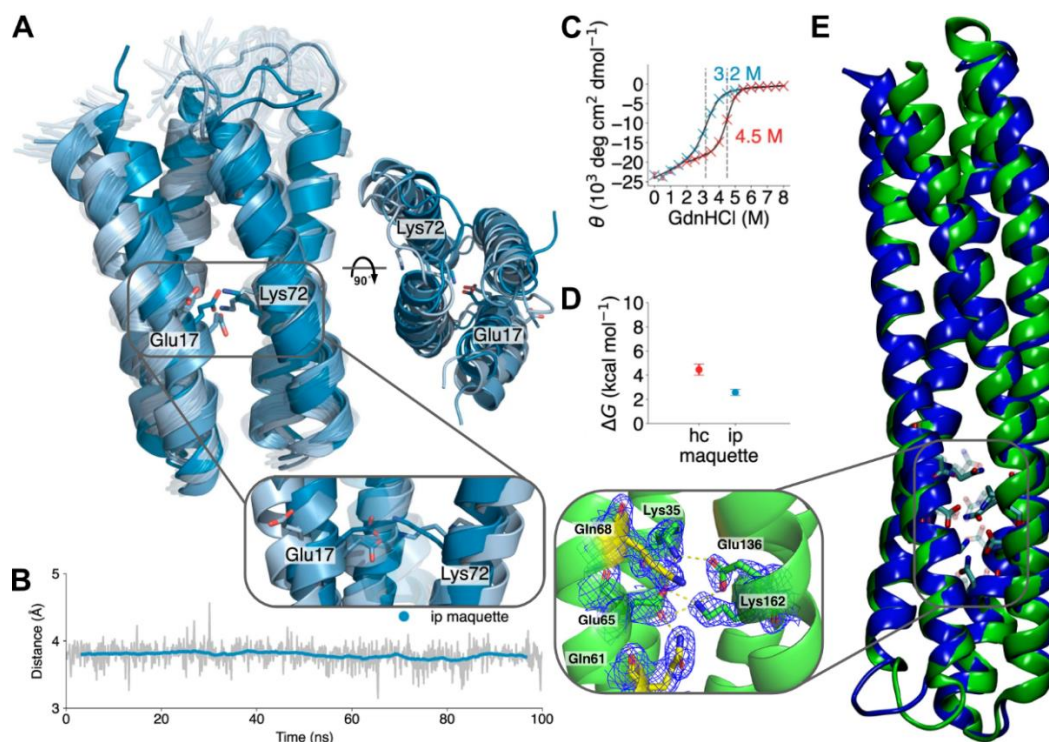 A
Lys72
Glu17
90°
Lys72
Glu17
Glu17
Lys72
B
Distance (Å)
5
4
3
ip maquette
0
20
40
60
80
100
Time (ns)
C
θ (10³ deg cm² dmol⁻¹)
0
−5
−10
−15
−20
−25
3.2 M
4.5 M
0 1 2 3 4 5 6 7 8
GdnHCl (M)
D
ΔG (kcal mol⁻¹)
10
8
6
4
2
0
hc ip
maquette
Gln68
Lys35
Glu136
Lys162
Glu65
Gln61
E